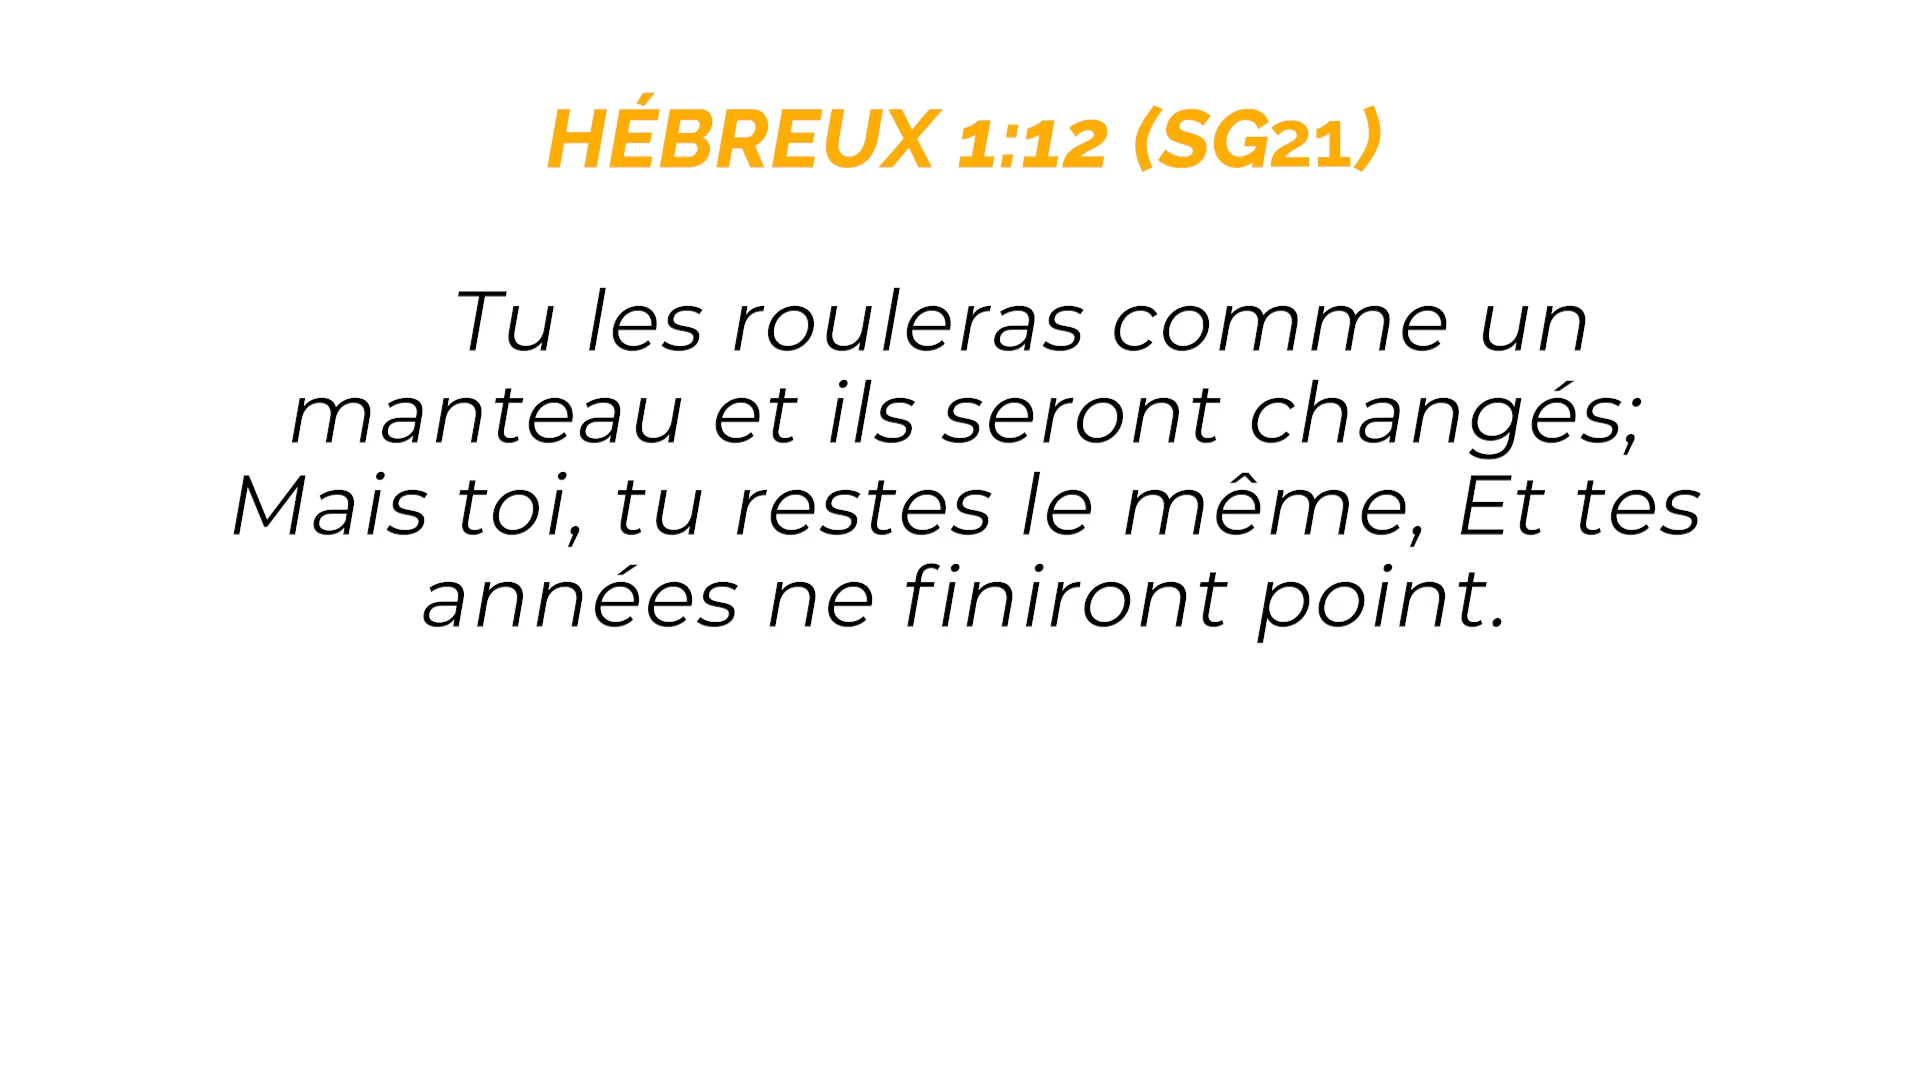 HÉBREUX 1:12 (SG21)
Tu les rouleras comme un
manteau et ils seront changés;
Mais toi, tu restes le même, Et tes
années ne finiront point.